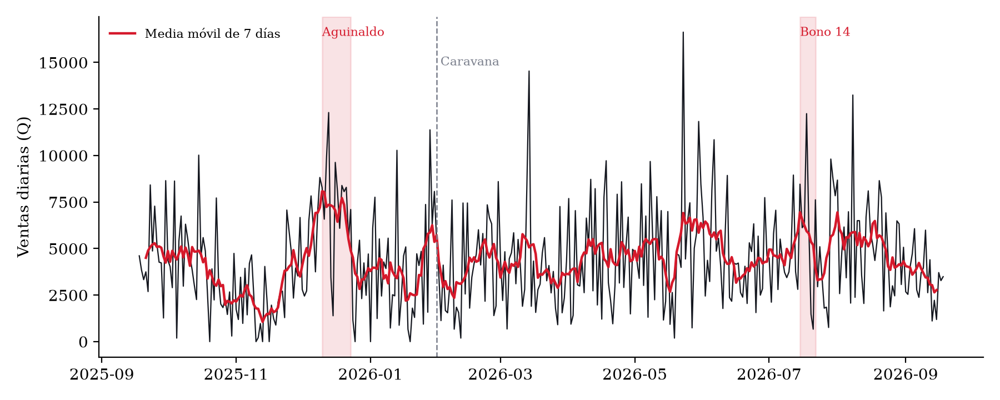 Media móvil de 7 días
Aguinaldo
Bono 14
Caravana
Ventas diarias (Q)
15000
12500
10000
7500
5000
2500
0
2025-09
2025-11
2026-01
2026-03
2026-05
2026-07
2026-09